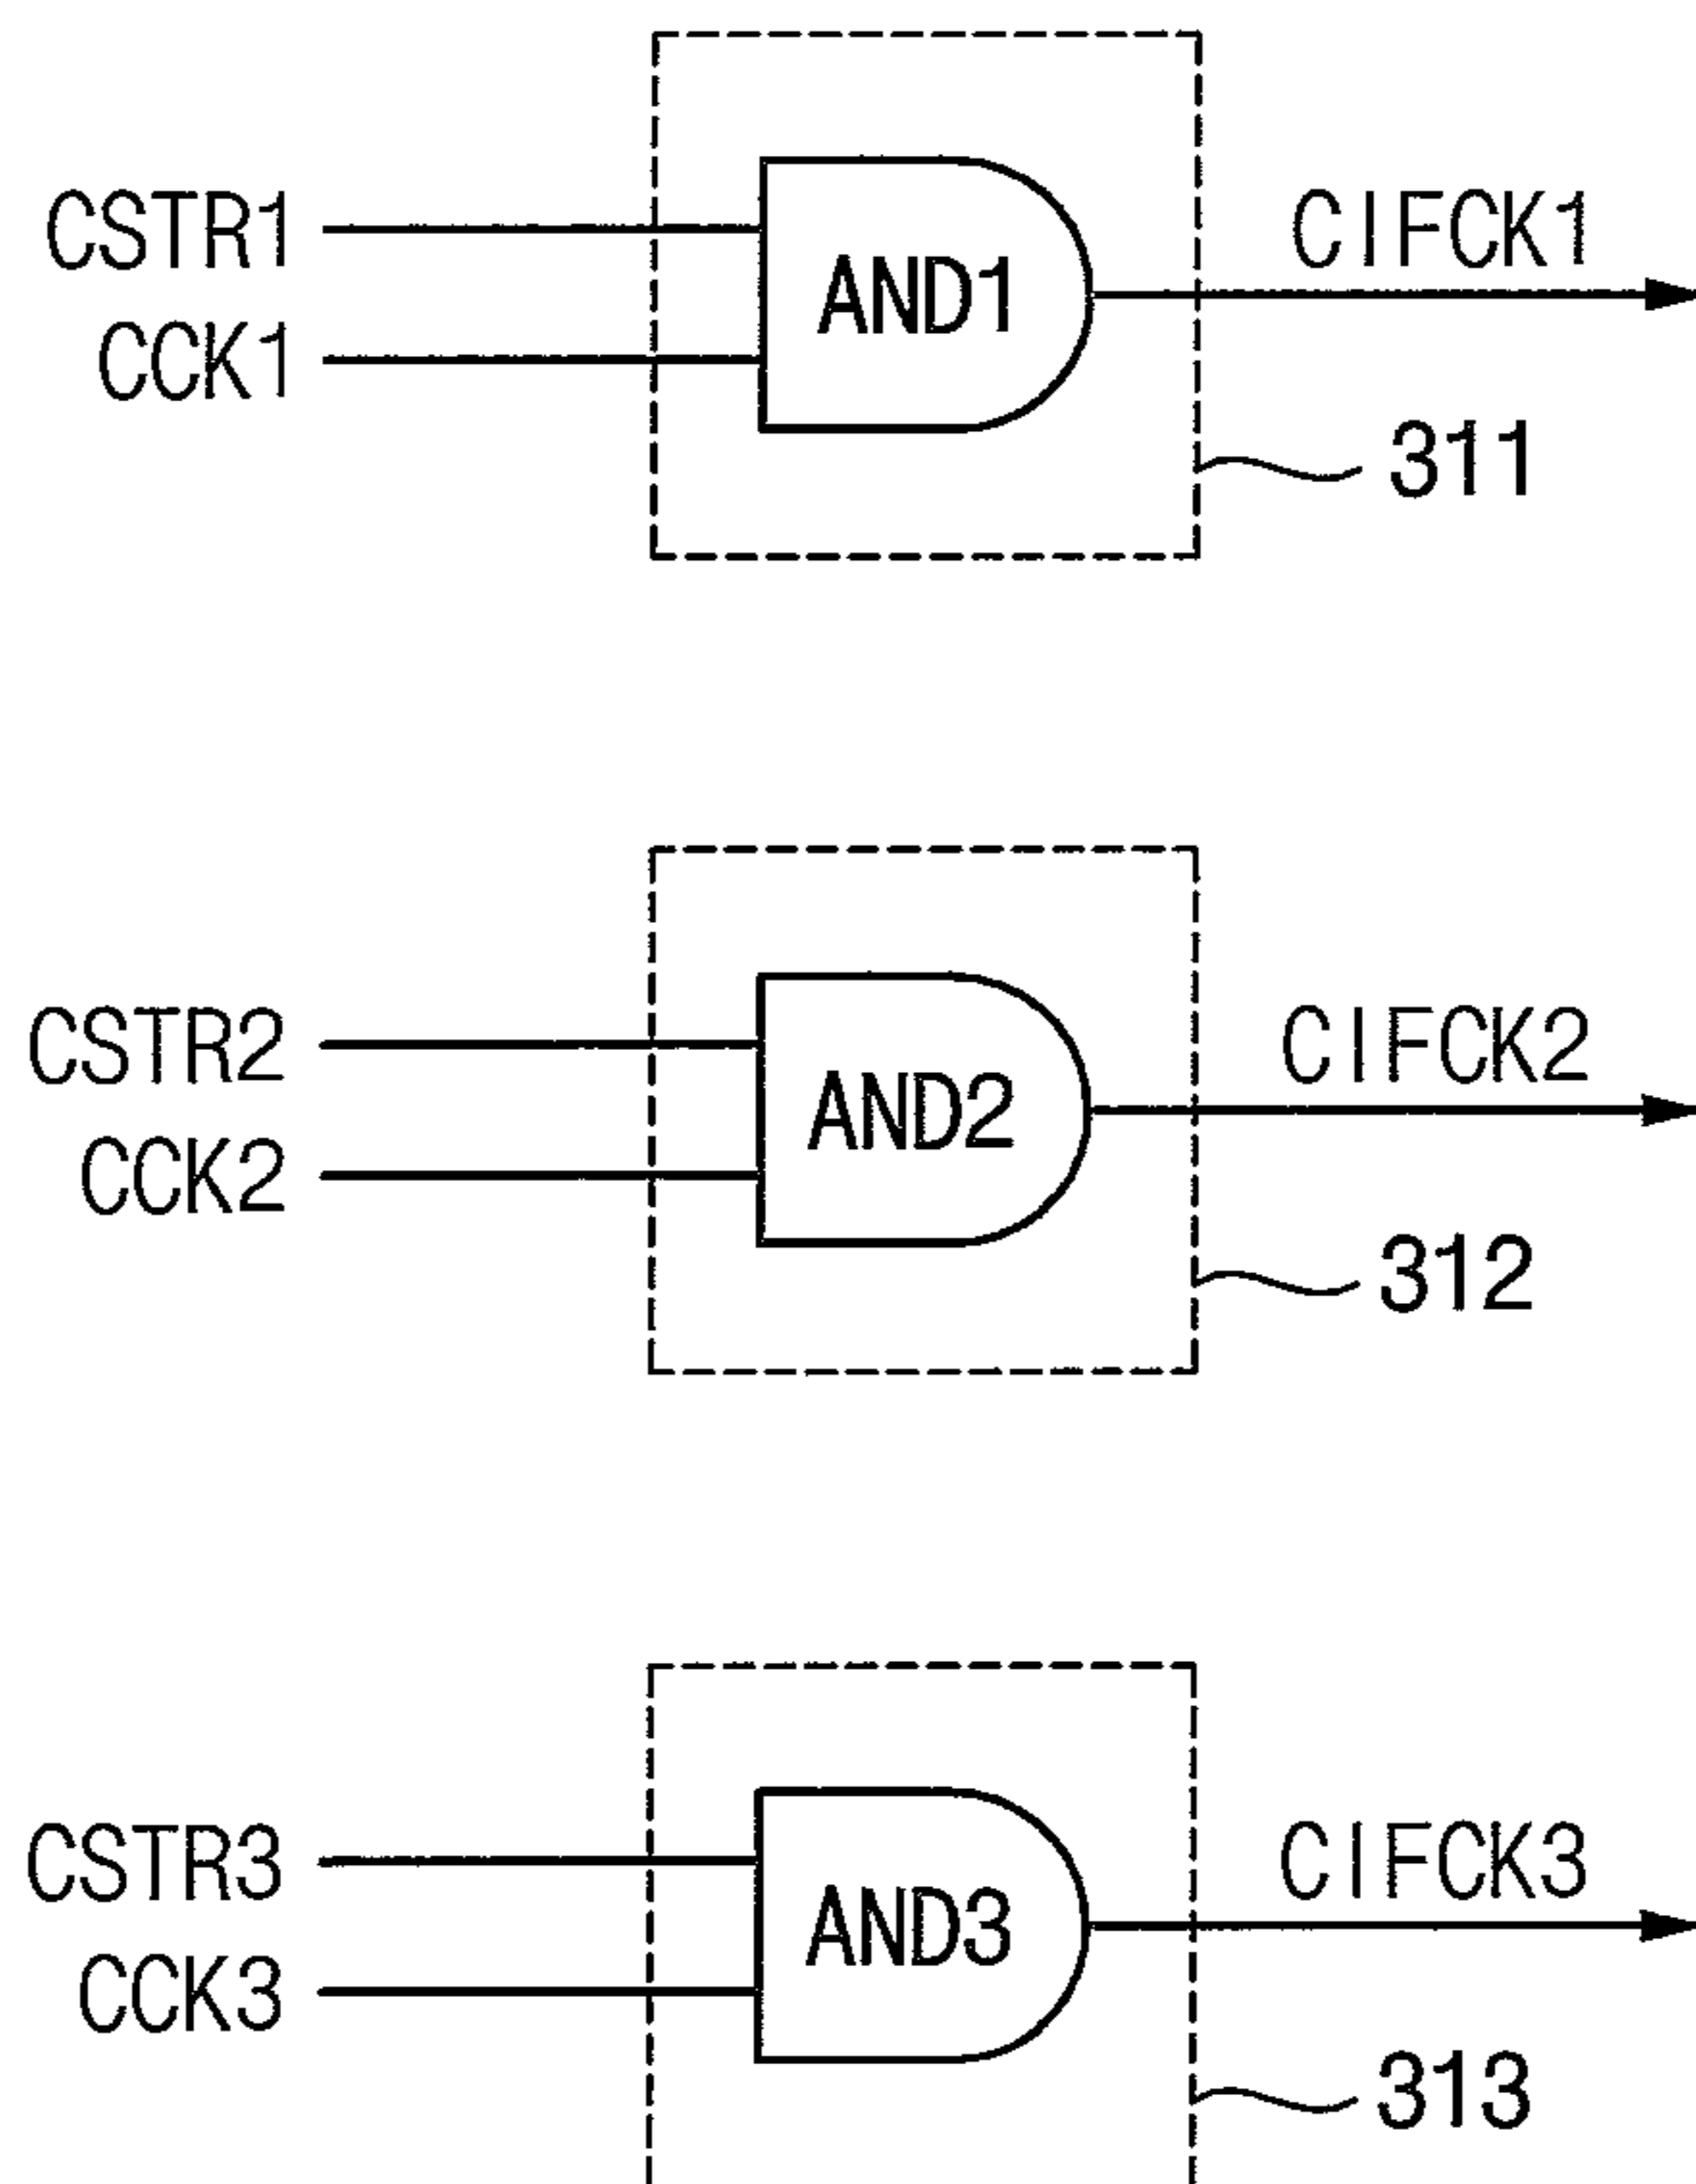 CSTR1
CCK1
AND1
CIFCK1
311
CSTR2
CCK2
AND2
CIFCK2
312
CSTR3
CCK3
AND3
CIFCK3
313